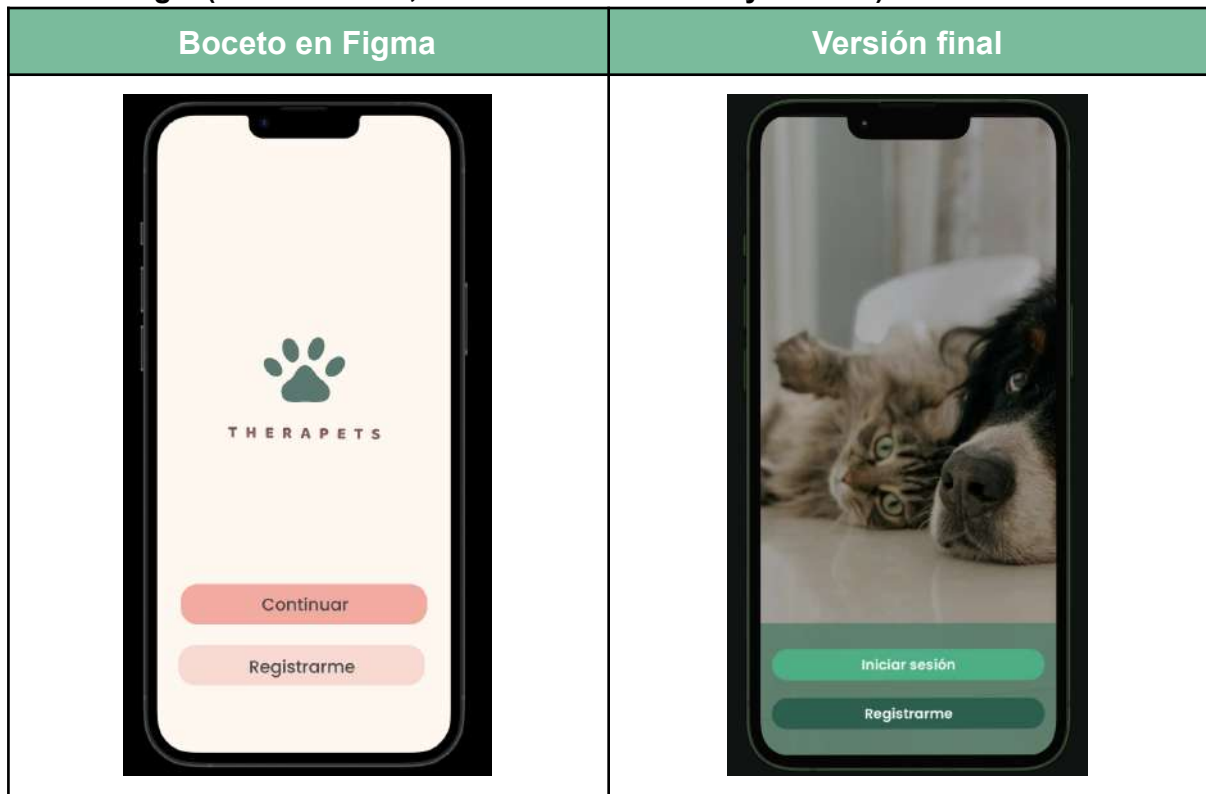 Boceto en Figma
Versión final
THERAPETS
Continuar
Registrarme
Iniciar sesión
Registrarme